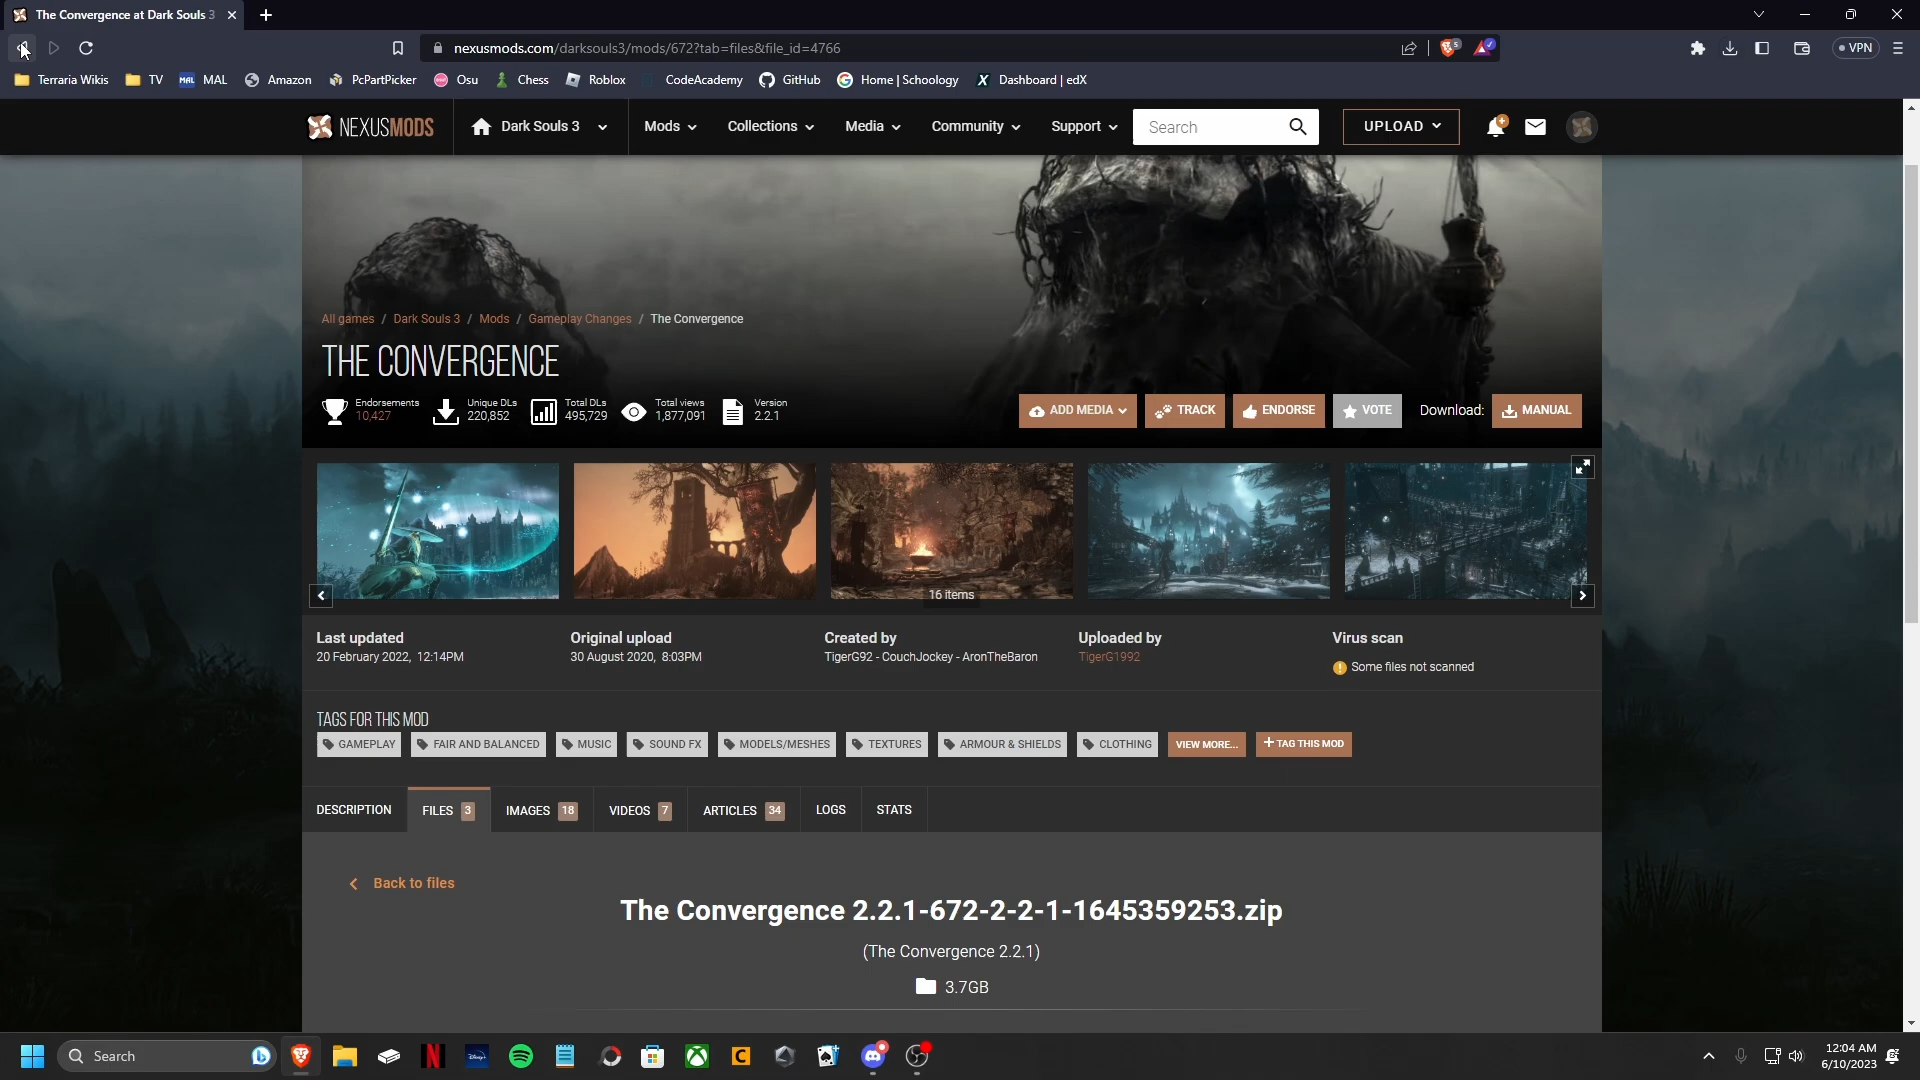 The Convergence at Dark Souls 3
nexusmods.com/darksouls3/mods/672?tab=files&file_id=4766
5
VPN
Terraria Wikis
TV
MAL
MAL
Amazon
PcPartPicker
Osu
Chess
Roblox
CodeAcademy
GitHub
Home | Schoology
Dashboard | edX
NEXUSMODS
Dark Souls 3
Mods
Collections
Media
Community
Support
Search
UPLOAD
All games / Dark Souls 3 / Mods / Gameplay Changes / The Convergence
THE CONVERGENCE
Endorsements
10,427
Unique DLs
220,852
Total DLs
495,729
Total views
1,877,091
Version
2.2.1
ADD MEDIA
TRACK
ENDORSE
VOTE
Download:
MANUAL
16 items
Last updated
20 February 2022, 12:14PM
Original upload
30 August 2020, 8:03PM
Created by
TigerG92 - CouchJockey - AronTheBaron
Uploaded by
TigerG1992
Virus scan
Some files not scanned
TAGS FOR THIS MOD
GAMEPLAY
FAIR AND BALANCED
MUSIC
SOUND FX
MODELS/MESHES
TEXTURES
ARMOUR & SHIELDS
CLOTHING
VIEW MORE...
+ TAG THIS MOD
DESCRIPTION
FILES 3
IMAGES 18
VIDEOS 7
ARTICLES 34
LOGS
STATS
Back to files
The Convergence 2.2.1-672-2-2-1-1645359253.zip
(The Convergence 2.2.1)
3.7GB
Search
12:04 AM
6/10/2023